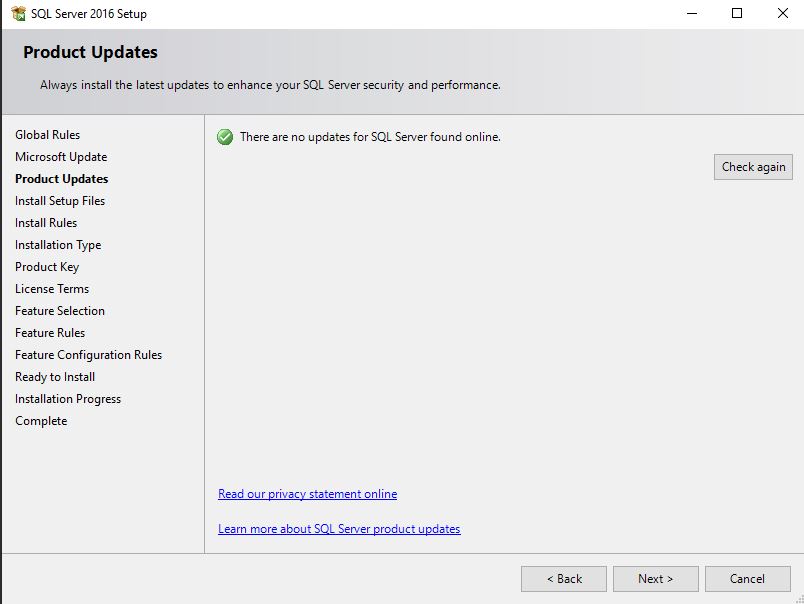 SQL Server 2016 Setup
Product Updates
Always install the latest updates to enhance your SQL Server security and performance.
Global Rules
Microsoft Update
Product Updates
Install Setup Files
Install Rules
Installation Type
Product Key
License Terms
Feature Selection
Feature Rules
Feature Configuration Rules
Ready to Install
Installation Progress
Complete
There are no updates for SQL Server found online.
Check again
Read our privacy statement online
Learn more about SQL Server product updates
< Back
Next >
Cancel